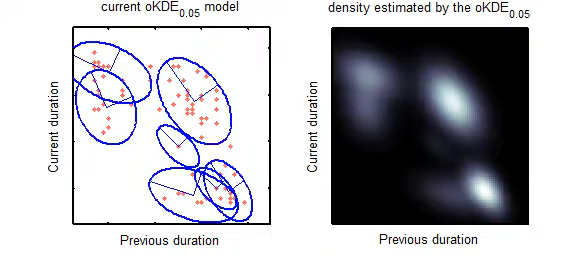 current oKDE0.05 model
Current duration
Previous duration
density estimated by the oKDE0.05
Current duration
Previous duration